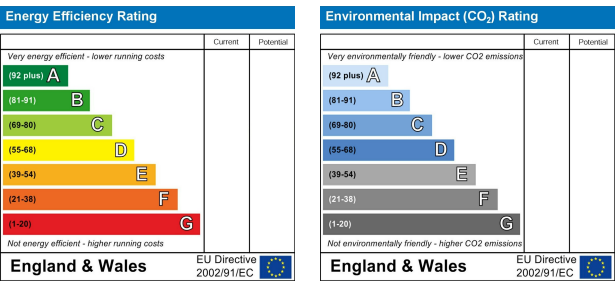 Energy Efficiency Rating
Current Potential
Very energy efficient - lower running costs
(92 plus) A
(81-91) B
(69-80) C
(55-68) D
(39-54) E
(21-38) F
(1-20) G
Not energy efficient - higher running costs
England & Wales
EU Directive
2002/91/EC
Environmental Impact (CO₂) Rating
Current Potential
Very environmentally friendly - lower CO2 emissions
(92 plus) A
(81-91) B
(69-80) C
(55-68) D
(39-54) E
(21-38) F
(1-20) G
Not environmentally friendly - higher CO2 emissions
England & Wales
EU Directive
2002/91/EC